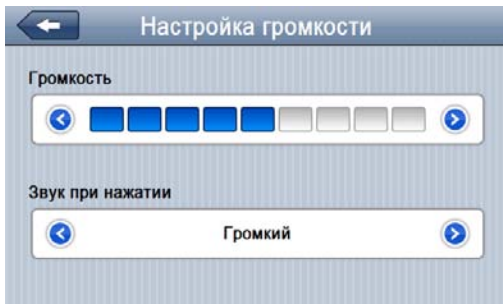 Настройка громкости
Громкость
Звук при нажатии
Громкий